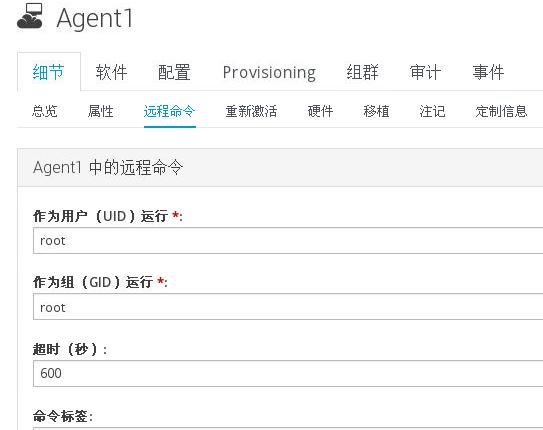 Agent1
细节 软件 配置 Provisioning 组群 审计 事件
总览 属性 远程命令 重新激活 硬件 移植 注记 定制信息
Agent1 中的远程命令
作为用户（UID）运行 *:
root
作为组（GID）运行 *:
root
超时（秒）:
600
命令标签: